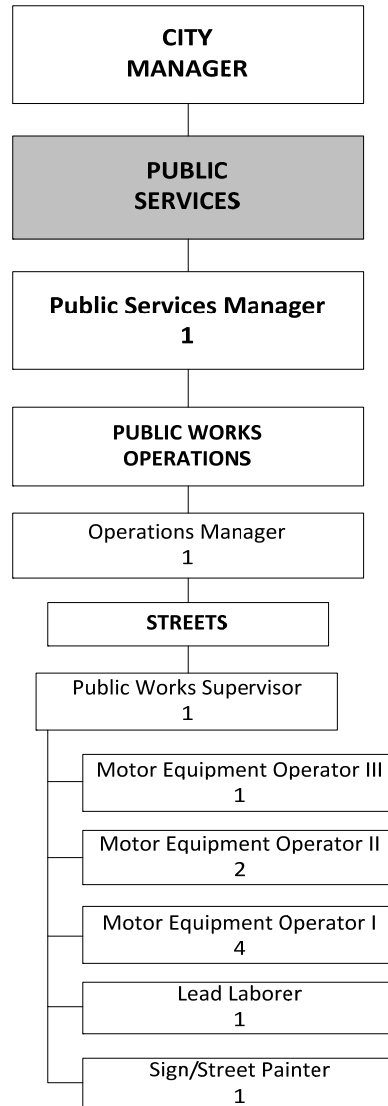 CITY
MANAGER
PUBLIC
SERVICES
Public Services Manager
1
PUBLIC WORKS
OPERATIONS
Operations Manager
1
STREETS
Public Works Supervisor
1
Motor Equipment Operator III
1
Motor Equipment Operator II
2
Motor Equipment Operator I
4
Lead Laborer
1
Sign/Street Painter
1